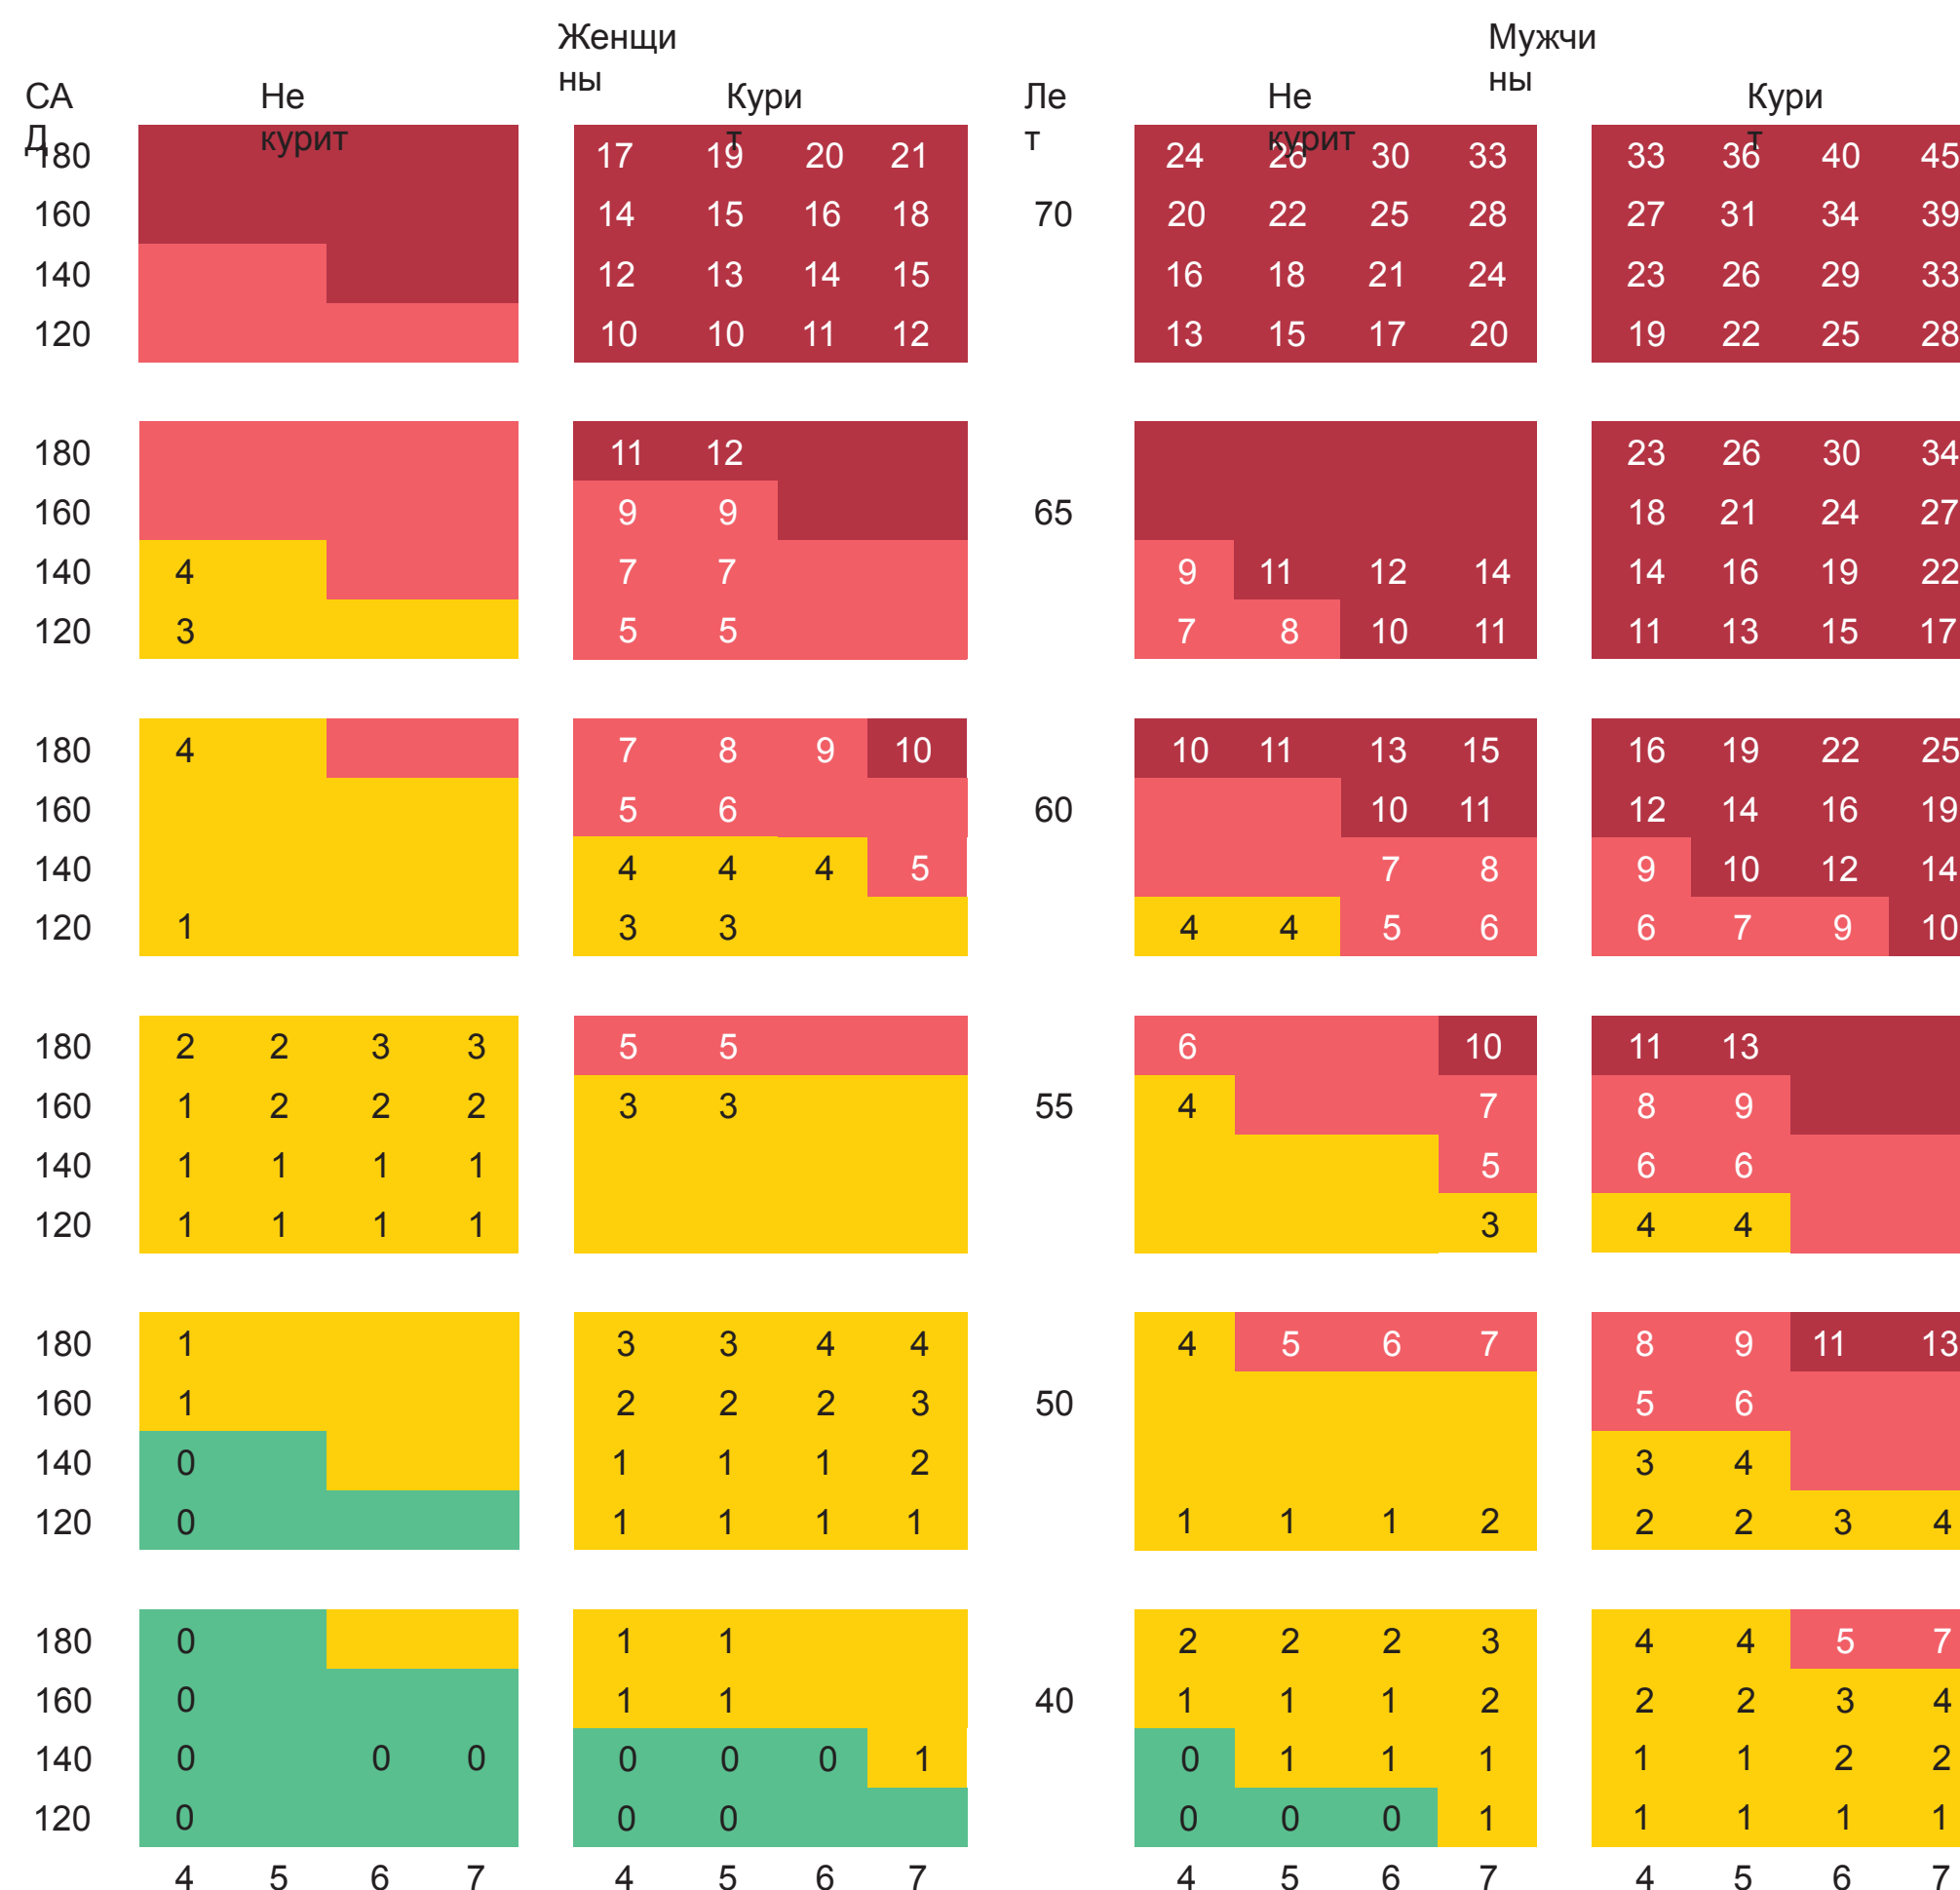 Женщи
ны
Мужчи
ны
СА
Д
Не
курит
Кури
т
Ле
т
Не
курит
Кури
т
180 17 19 20 21 24 26 30 33 33 36 40 45
160 14 15 16 18 70 20 22 25 28 27 31 34 39
140 12 13 14 15 16 18 21 24 23 26 29 33
120 10 10 11 12 13 15 17 20 19 22 25 28
180 11 12 23 26 30 34
160 9 9 65 18 21 24 27
140 4 7 7 9 11 12 14 14 16 19 22
120 3 5 5 7 8 10 11 11 13 15 17
180 4 7 8 9 10 10 11 13 15 16 19 22 25
160 5 6 60 10 11 12 14 16 19
140 4 4 4 5 7 8 9 10 12 14
120 1 3 3 4 4 5 6 6 7 9 10
180 2 2 3 3 5 5 6 10 11 13
160 1 2 2 2 3 3 55 4 7 8 9
140 1 1 1 1 5 6 6
120 1 1 1 1 3 4 4
180 1 3 3 4 4 4 5 6 7 8 9 11 13
160 1 2 2 2 3 50 5 6
140 0 1 1 1 2 3 4
120 0 1 1 1 1 1 1 1 2 2 2 3 4
180 0 1 1 2 2 2 3 4 4 5 7
160 0 1 1 40 1 1 1 2 2 2 3 4
140 0 0 0 0 0 0 1 0 1 1 1 1 1 2 2
120 0 0 0 0 0 0 1 1 1 1 1
4 5 6 7 4 5 6 7 4 5 6 7 4 5 6 7